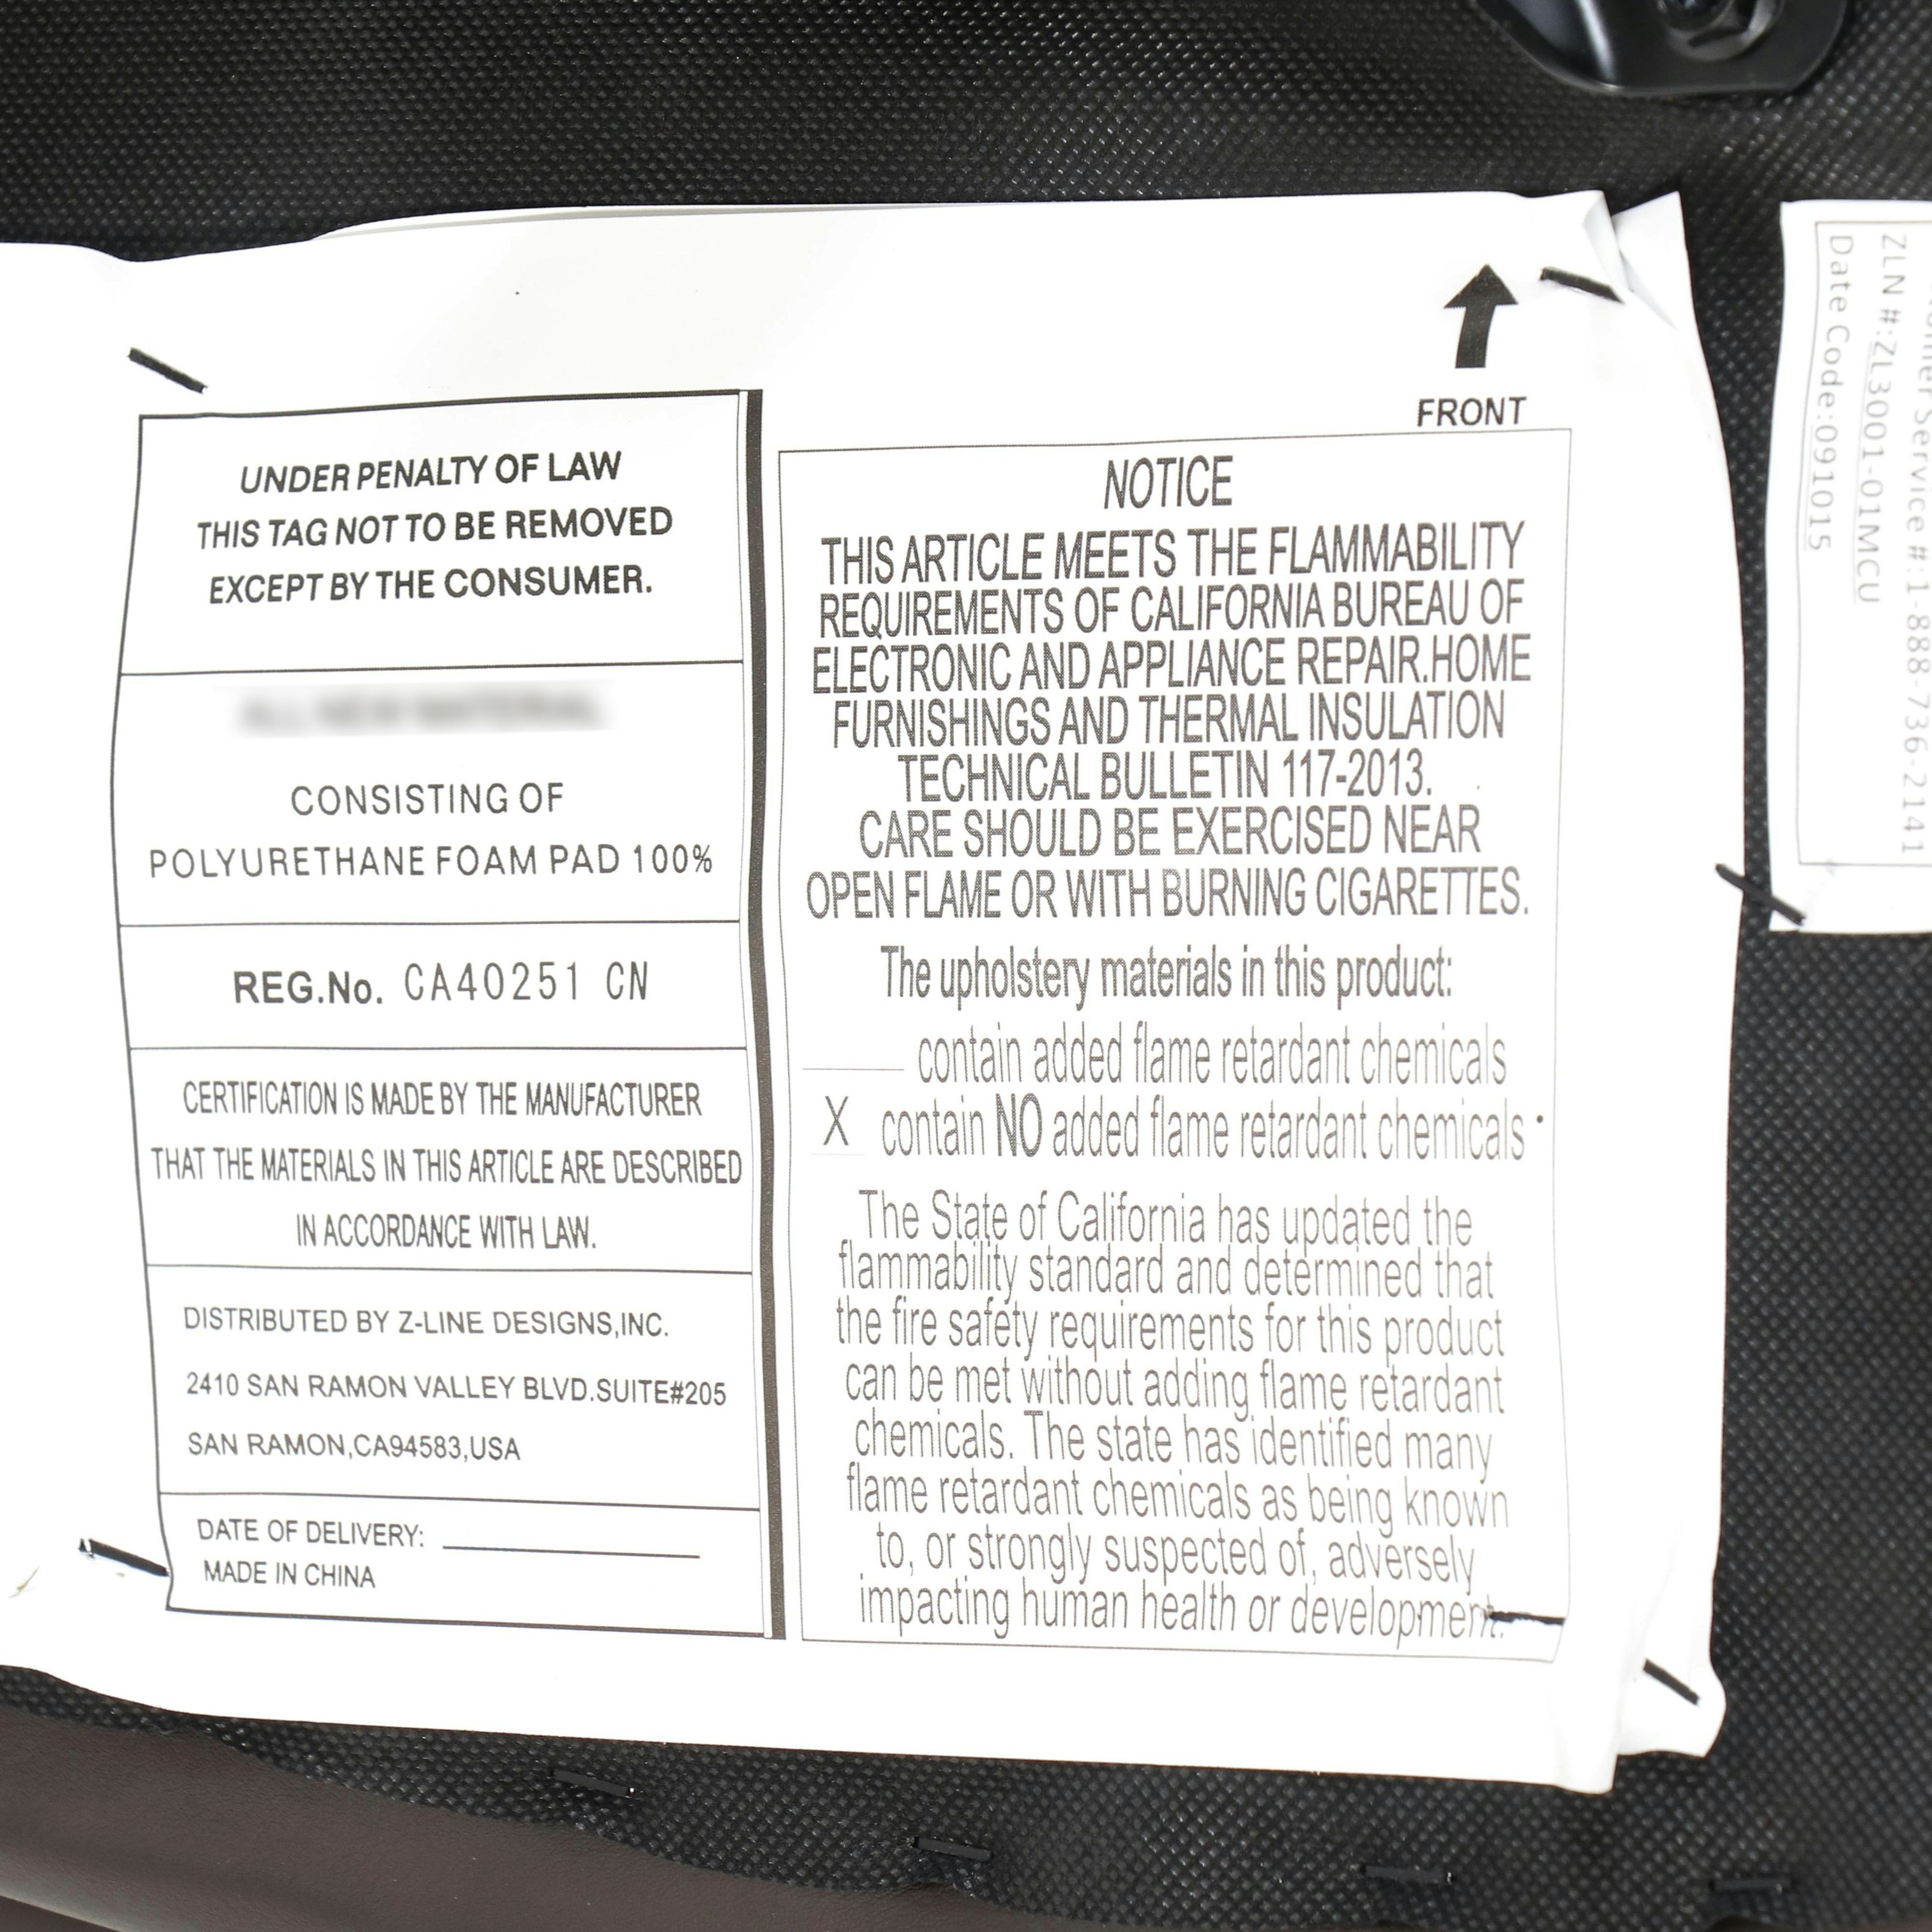 UNDER PENALTY OF LAW
THIS TAG NOT TO BE REMOVED
EXCEPT BY THE CONSUMER.
CONSISTING OF
POLYURETHANE FOAM PAD 100%
REG.No. CA40251 CN
CERTIFICATION IS MADE BY THE MANUFACTURER
THAT THE MATERIALS IN THIS ARTICLE ARE DESCRIBED
IN ACCORDANCE WITH LAW.
DISTRIBUTED BY Z-LINE DESIGNS,INC.
2410 SAN RAMON VALLEY BLVD.SUITE#205
SAN RAMON,CA94583,USA
DATE OF DELIVERY:
MADE IN CHINA
FRONT
NOTICE
THIS ARTICLE MEETS THE FLAMMABILITY
REQUIREMENTS OF CALIFORNIA BUREAU OF
ELECTRONIC AND APPLIANCE REPAIR.HOME
FURNISHINGS AND THERMAL INSULATION
TECHNICAL BULLETIN 117-2013.
CARE SHOULD BE EXERCISED NEAR
OPEN FLAME OR WITH BURNING CIGARETTES.
The upholstery materials in this product:
contain added flame retardant chemicals
X contain NO added flame retardant chemicals
The State of California has updated the
flammability standard and determined that
the fire safety requirements for this product
can be met without adding flame retardant
chemicals. The state has identified many
flame retardant chemicals as being known
to, or strongly suspected of, adversely
impacting human health or development.
Service #:1-888-736-2141
ZLN #:ZL3001-01MCU
Date Code:091015